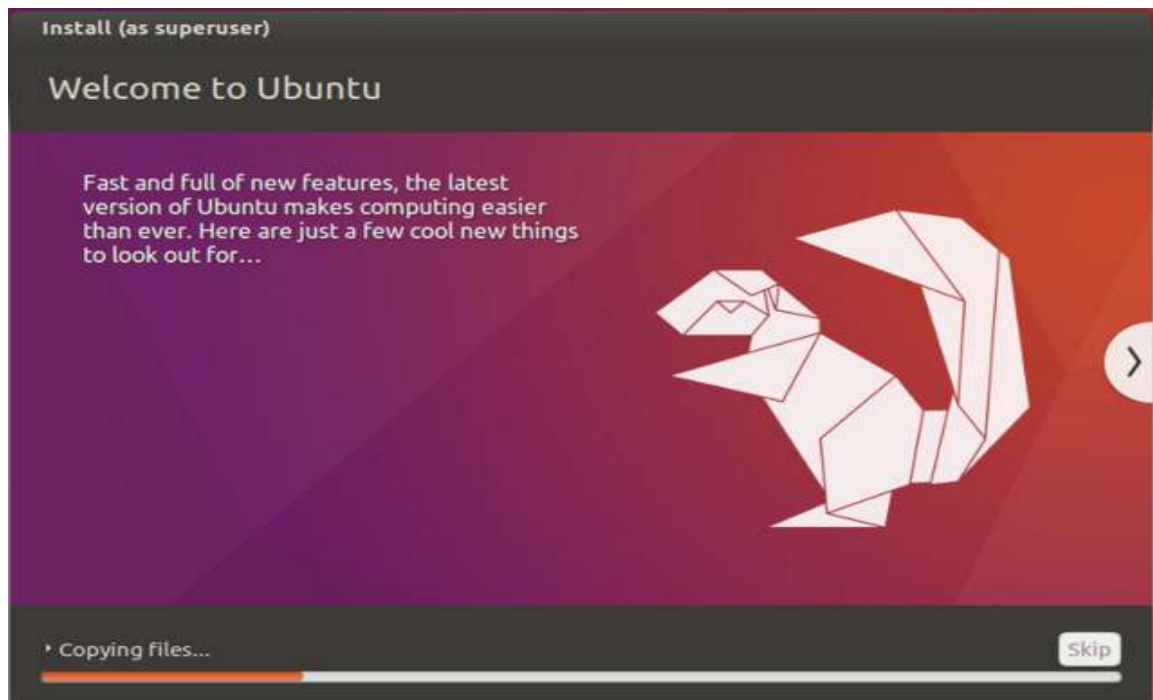 Install (as superuser)
Welcome to Ubuntu
Fast and full of new features, the latest
version of Ubuntu makes computing easier
than ever. Here are just a few cool new things
to look out for...
Copying files...
Skip